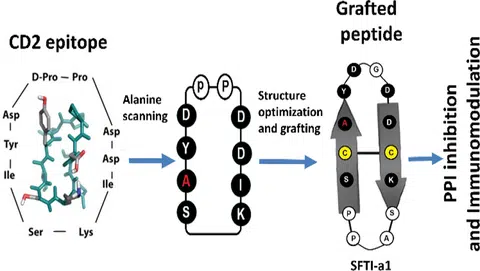 CD2 epitope
D-Pro — Pro
Asp
Tyr
Ile
Asp
Asp
Ile
Ser — Lys
Alanine
scanning
p P
D D
Y D
A I
S K
Structure
optimization
and grafting
Grafted
peptide
D G
Y D
A D
C C
S K
P S
P A
SFTI-a1
PPI inhibition
and Immunomodulation